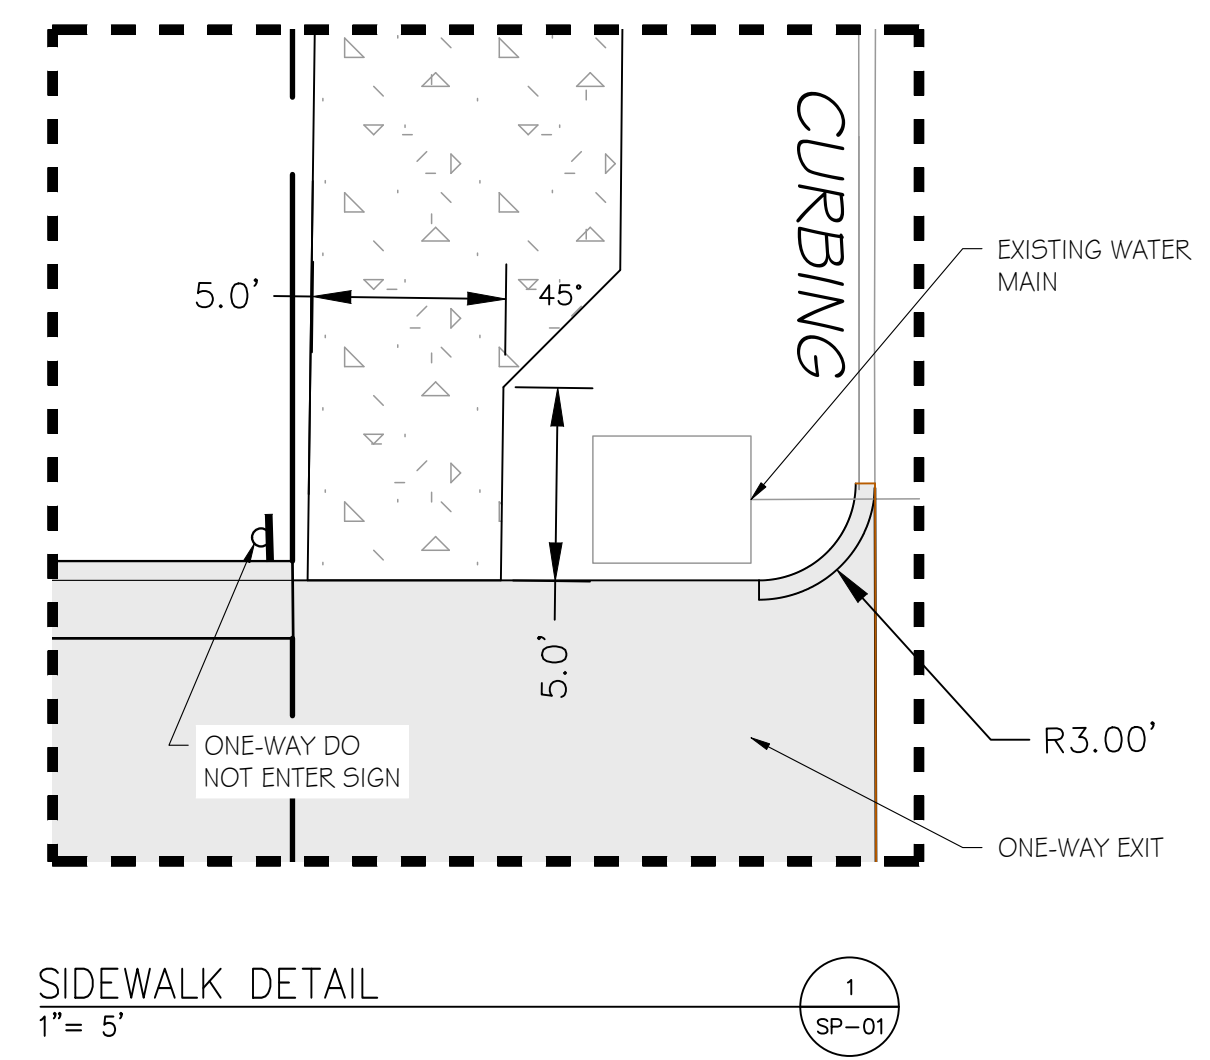 CURBING
EXISTING WATER
MAIN
5.0'
45°
5.0'
ONE-WAY DO
NOT ENTER SIGN
R3.00'
ONE-WAY EXIT
SIDEWALK DETAIL
1"= 5'
1
SP-01